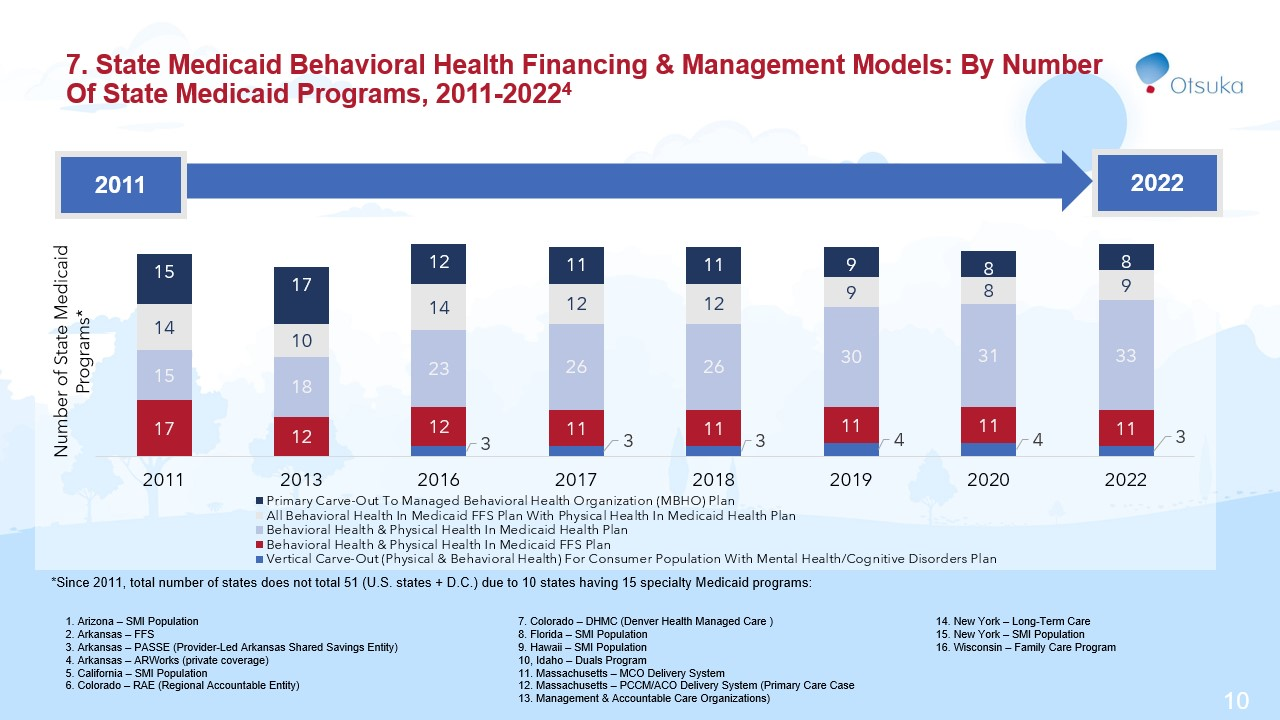 7. State Medicaid Behavioral Health Financing & Management Models: By Number
Of State Medicaid Programs, 2011-2022⁴
Otsuka
2011
2022
Number of State Medicaid
Programs*
15
17
12
11
11
9
8
8
14
10
14
12
12
9
8
9
15
18
23
26
26
30
31
33
17
12
12
11
11
11
11
11
3
3
3
4
4
3
2011
2013
2016
2017
2018
2019
2020
2022
Primary Carve-Out To Managed Behavioral Health Organization (MBHO) Plan
All Behavioral Health In Medicaid FFS Plan With Physical Health In Medicaid Health Plan
Behavioral Health & Physical Health In Medicaid Health Plan
Behavioral Health & Physical Health In Medicaid FFS Plan
Vertical Carve-Out (Physical & Behavioral Health) For Consumer Population With Mental Health/Cognitive Disorders Plan
*Since 2011, total number of states does not total 51 (U.S. states + D.C.) due to 10 states having 15 specialty Medicaid programs:
1. Arizona – SMI Population
2. Arkansas – FFS
3. Arkansas – PASSE (Provider-Led Arkansas Shared Savings Entity)
4. Arkansas – ARWorks (private coverage)
5. California – SMI Population
6. Colorado – RAE (Regional Accountable Entity)
7. Colorado – DHMC (Denver Health Managed Care )
8. Florida – SMI Population
9. Hawaii – SMI Population
10, Idaho – Duals Program
11. Massachusetts – MCO Delivery System
12. Massachusetts – PCCM/ACO Delivery System (Primary Care Case
13. Management & Accountable Care Organizations)
14. New York – Long-Term Care
15. New York – SMI Population
16. Wisconsin – Family Care Program
10